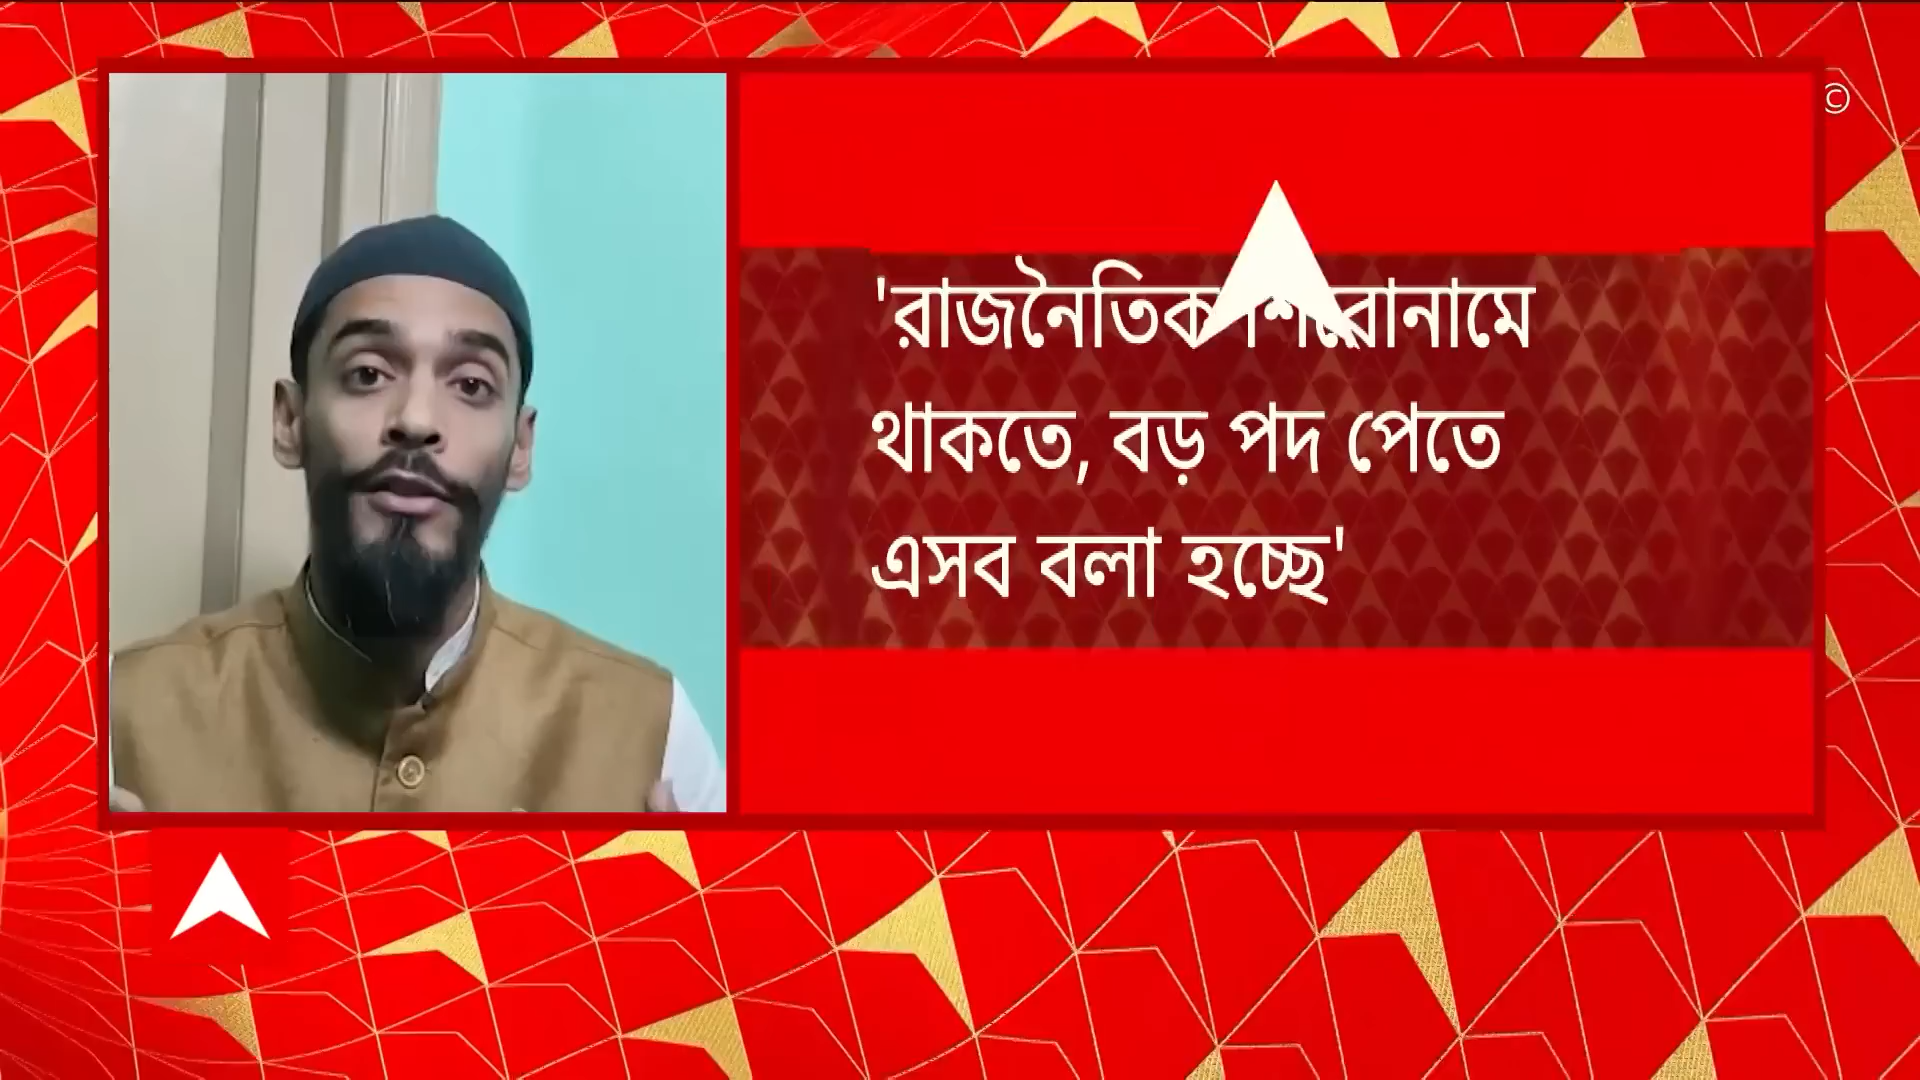 ©
'রাজনৈতিক শিরোনামে
থাকতে, বড় পদ পেতে
এসব বলা হচ্ছে'